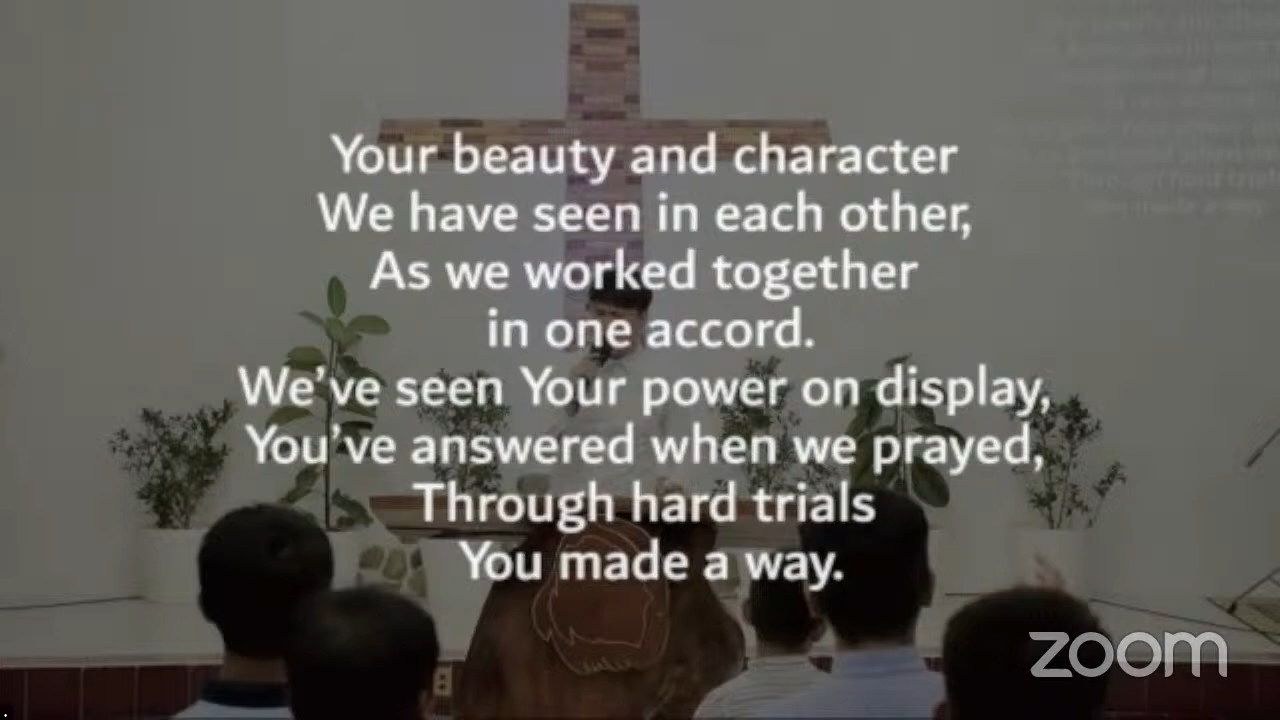 Your beauty and character
We have seen in each other,
As we worked together
in one accord.
We've seen Your power on display,
You've answered when we prayed,
Through hard trials
You made a way.
zoom